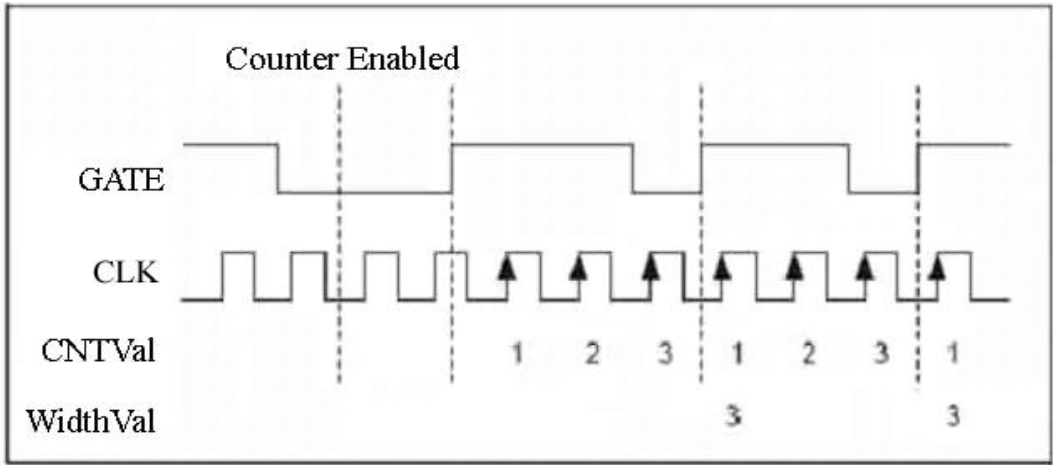 Counter Enabled
GATE
CLK
CNTVal 1 2 3 1 2 3 1
WidthVal 3 3